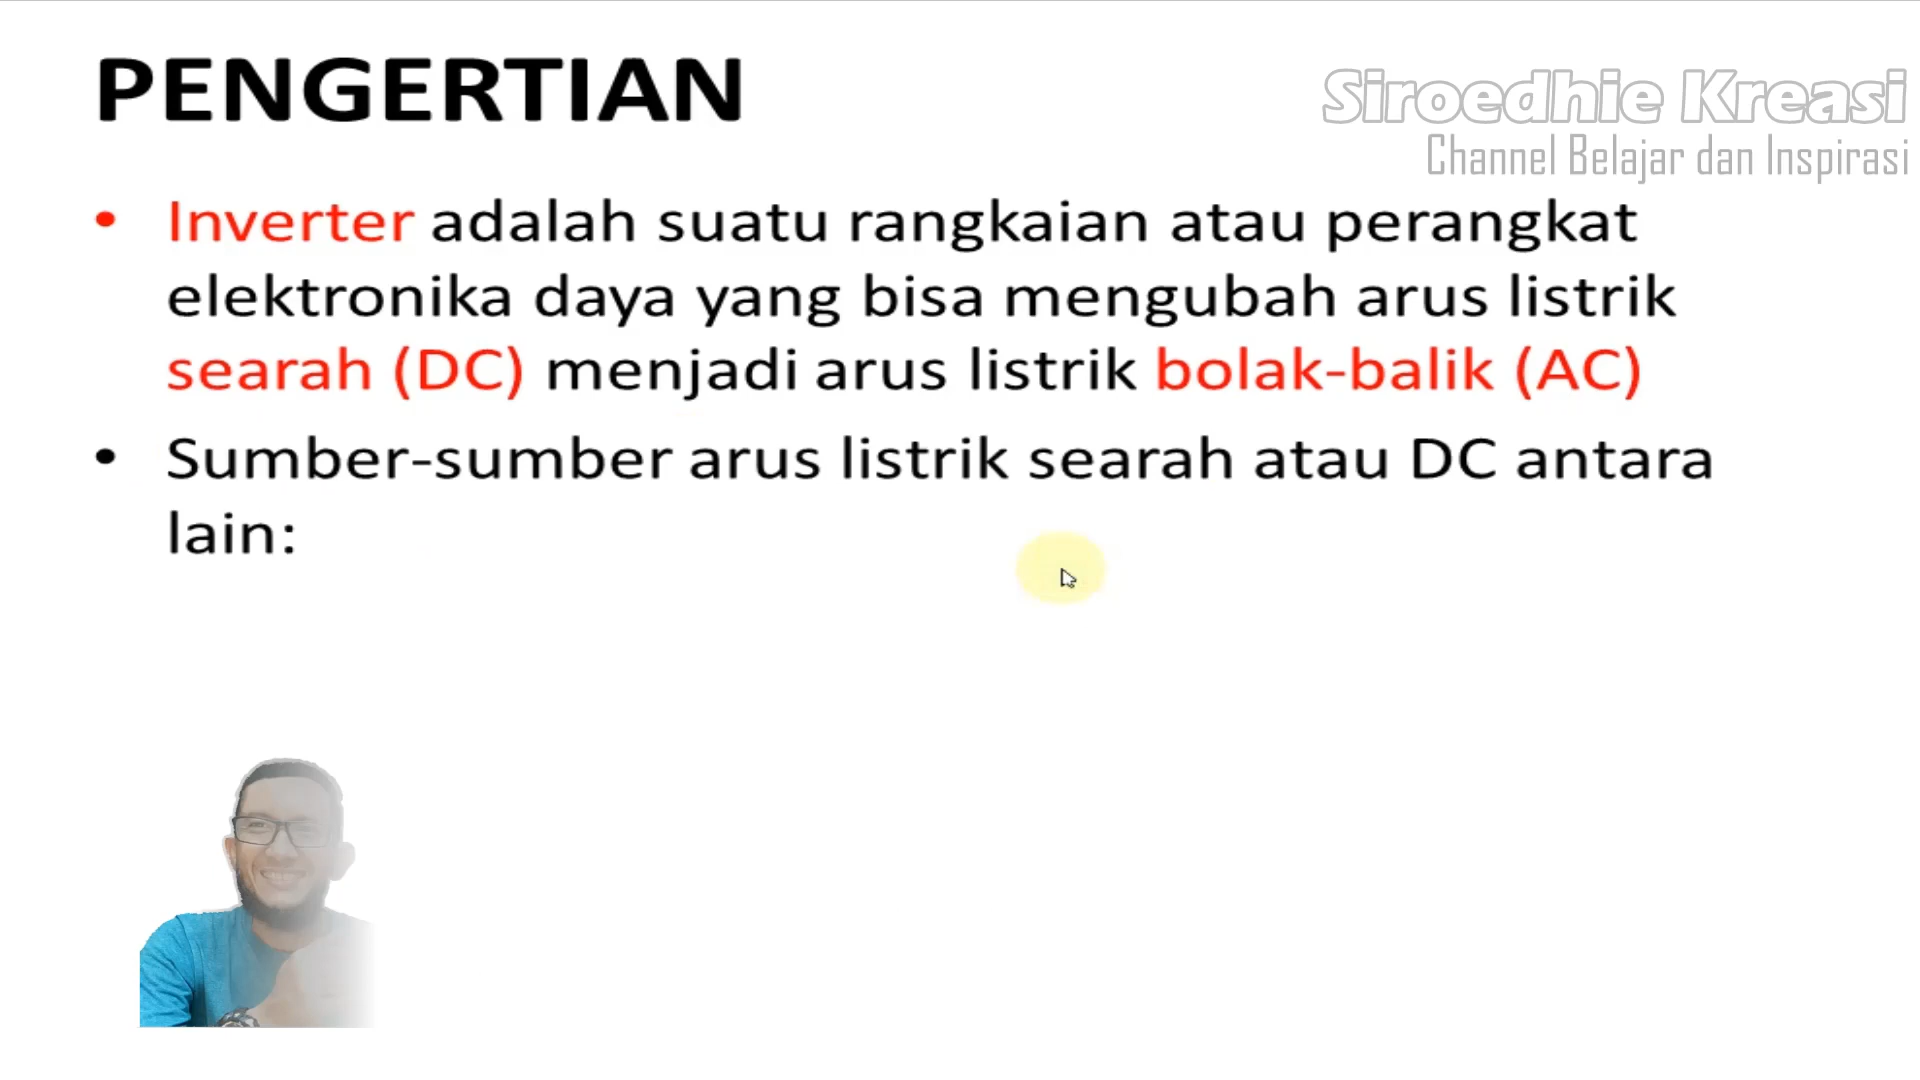 PENGERTIAN
Siroedhie Kreasi
Channel Belajar dan Inspirasi
• Inverter adalah suatu rangkaian atau perangkat
elektronika daya yang bisa mengubah arus listrik
searah (DC) menjadi arus listrik bolak-balik (AC)
• Sumber-sumber arus listrik searah atau DC antara
lain: